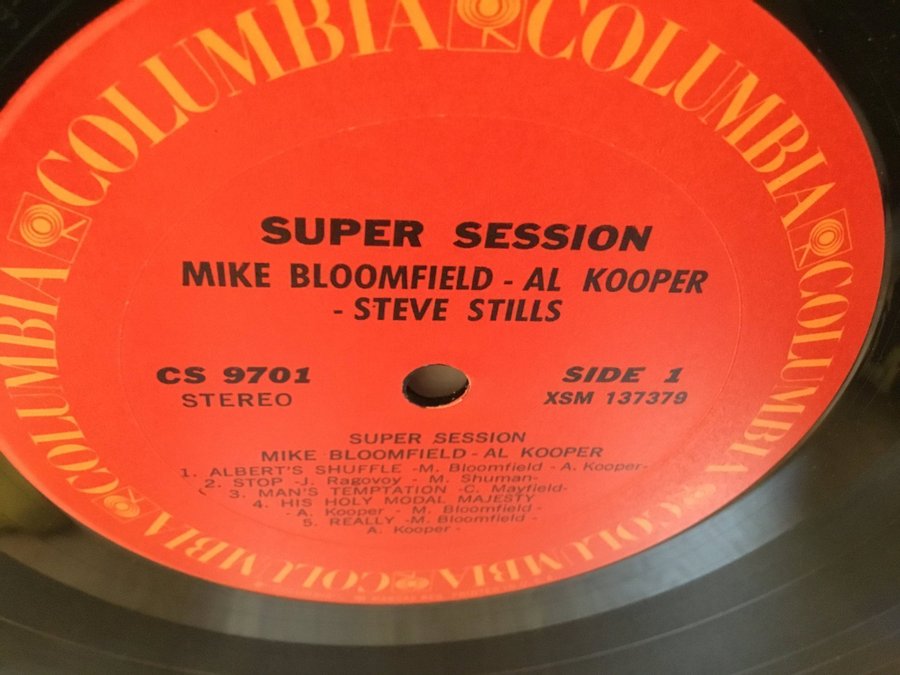 COLUMBIA COLUMBIA COLUMBIA COLUMBIA COLUMBIA COLUMBIA
SUPER SESSION
MIKE BLOOMFIELD - AL KOOPER
- STEVE STILLS
CS 9701
STEREO
SIDE 1
XSM 137379
SUPER SESSION
MIKE BLOOMFIELD - AL KOOPER
1. ALBERT'S SHUFFLE -M. Bloomfield - A. Kooper-
2. STOP -J. Ragovoy - M. Shuman-
3. MAN'S TEMPTATION -C. Mayfield-
4. HIS HOLY MODAL MAJESTY
- A. Kooper - M. Bloomfield -
5. REALLY -M. Bloomfield -
A. Kooper -